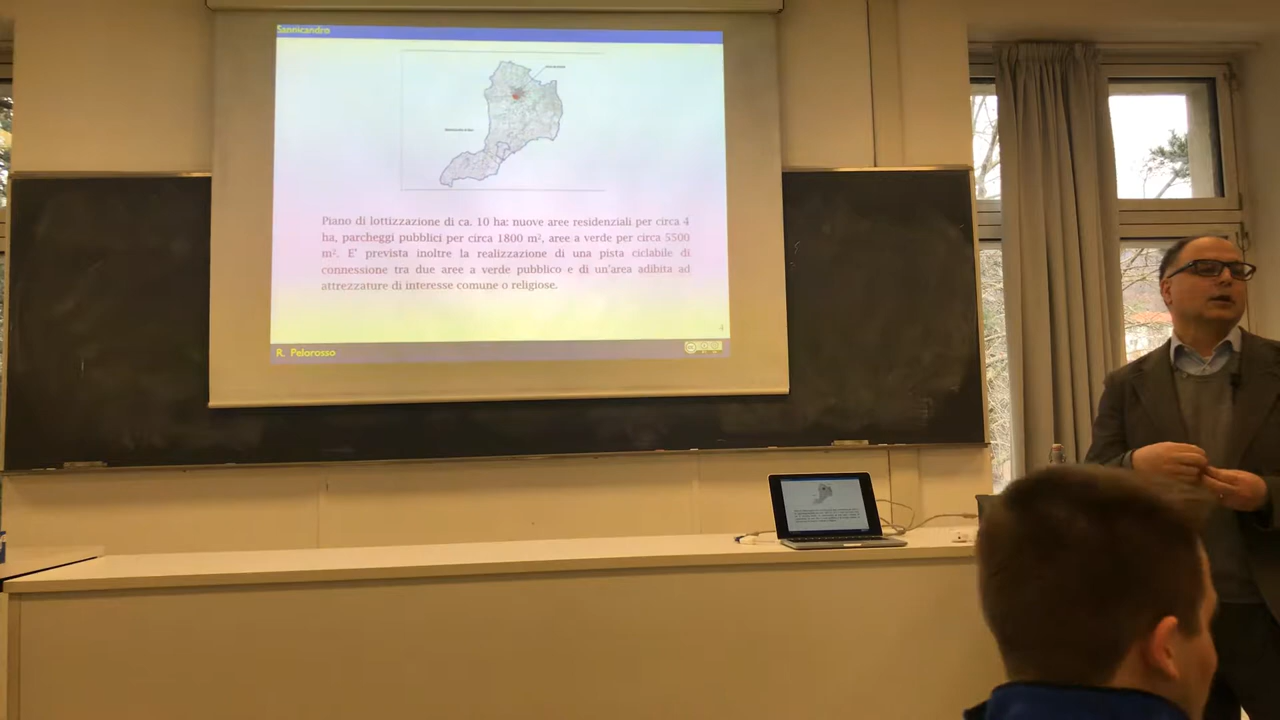 Sannicandro
Piano di lottizzazione di ca. 10 ha: nuove aree residenziali per circa 4
ha, parcheggi pubblici per circa 1800 m², aree a verde per circa 5500
m². E' prevista inoltre la realizzazione di una pista ciclabile di
connessione tra due aree a verde pubblico e di un'area adibita ad
attrezzature di interesse comune o religiose.
4
R. Pelorosso